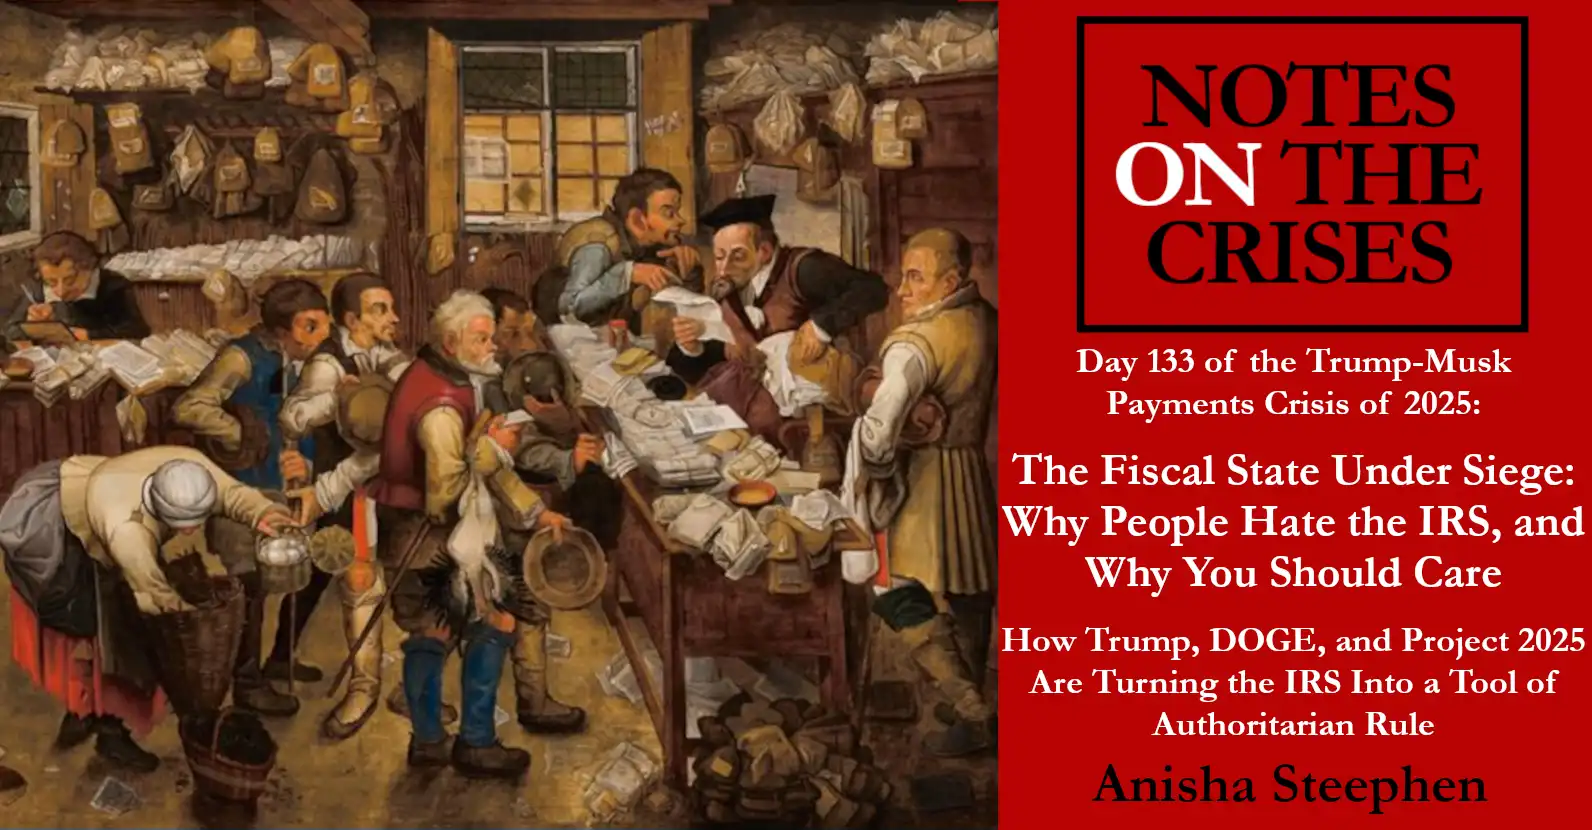 NOTES
ON THE
CRISES
Day 133 of the Trump-Musk
Payments Crisis of 2025:
The Fiscal State Under Siege:
Why People Hate the IRS, and
Why You Should Care
How Trump, DOGE, and Project 2025
Are Turning the IRS Into a Tool of
Authoritarian Rule
Anisha Steephen